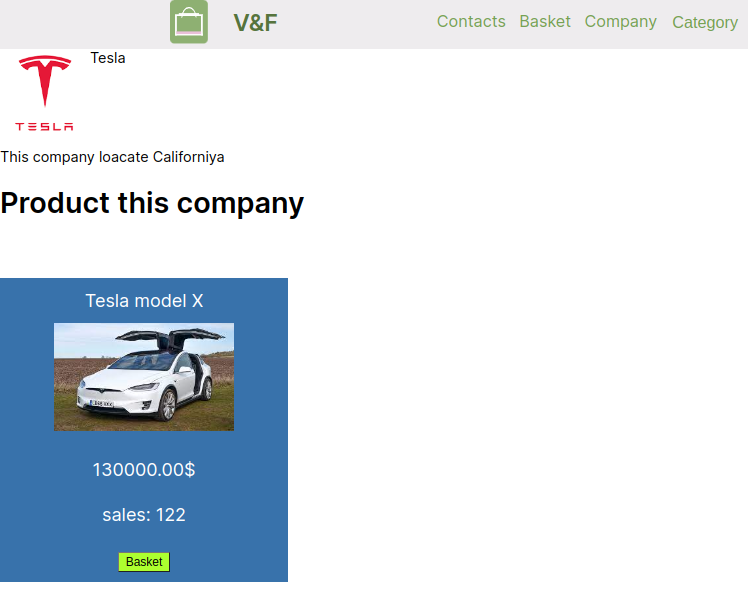 V&F
Contacts Basket Company Category
Tesla
TESLA
This company loacate Californiya
Product this company
Tesla model X
130000.00$
sales: 122
Basket